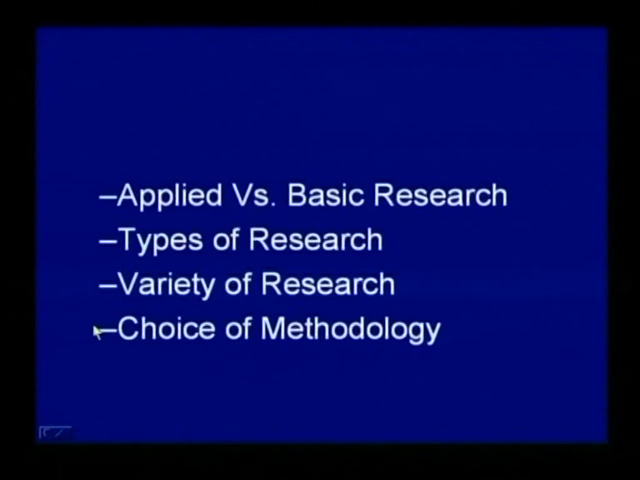 –Applied Vs. Basic Research
–Types of Research
–Variety of Research
–Choice of Methodology